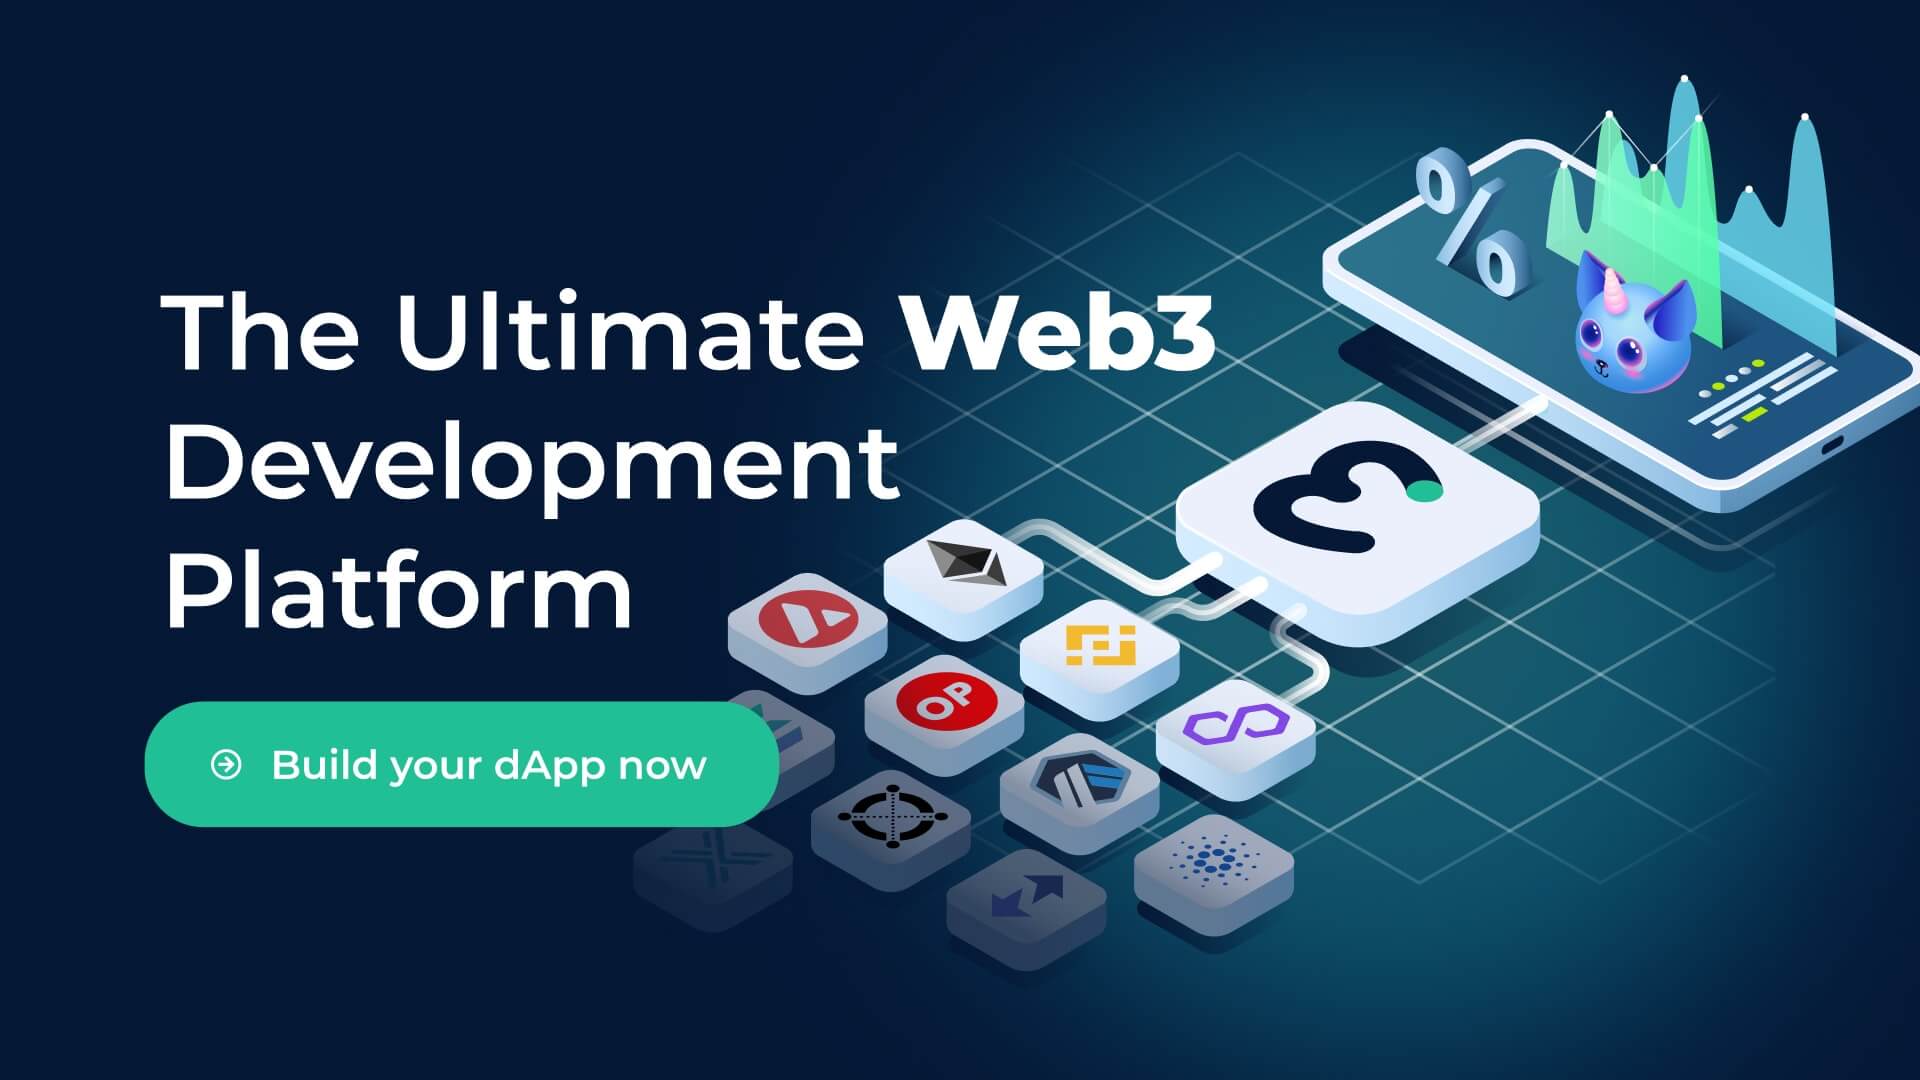 The Ultimate Web3
Development
Platform
Build your dApp now
%
OP